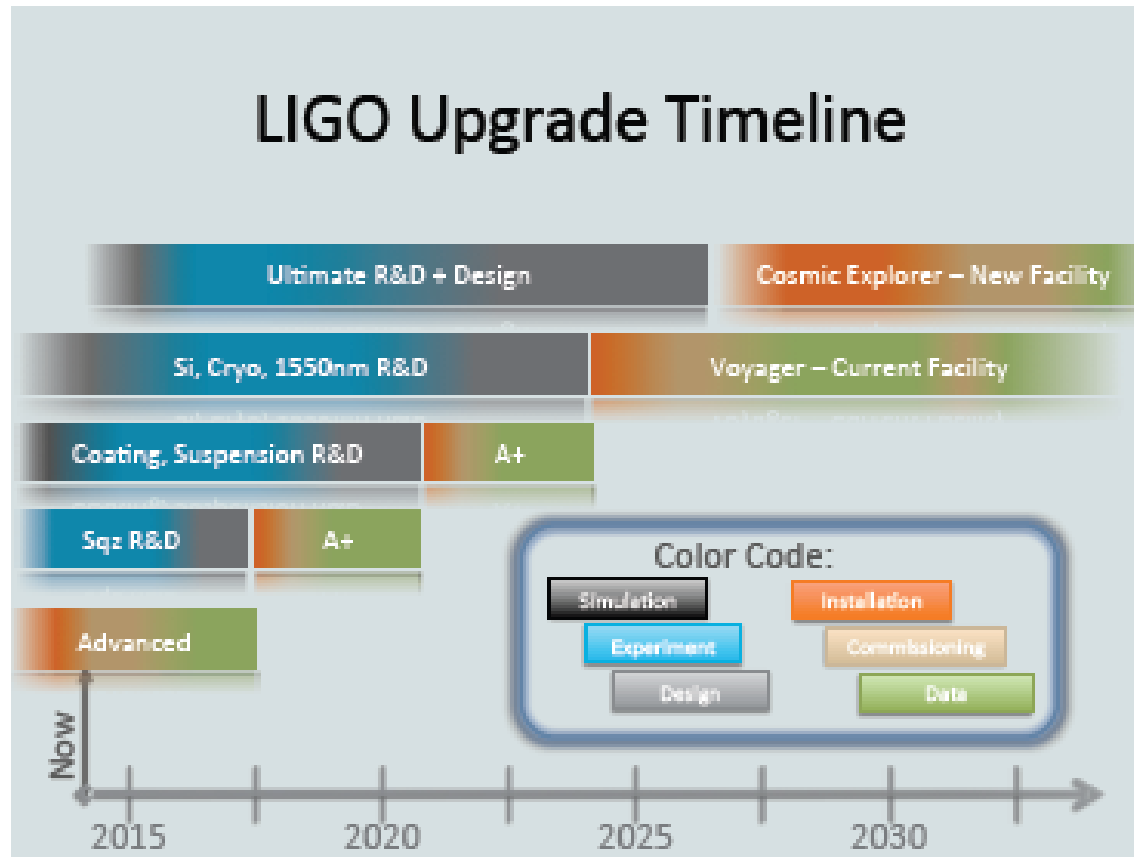 LIGO Upgrade Timeline
Ultimate R&D + Design
Cosmic Explorer – New Facility
Si, Cryo, 1550nm R&D
Voyager – Current Facility
Coating, Suspension R&D
A+
Sqz R&D
A+
Advanced
Color Code:
Simulation
Installation
Experiment
Commissioning
Design
Data
Now
2015
2020
2025
2030